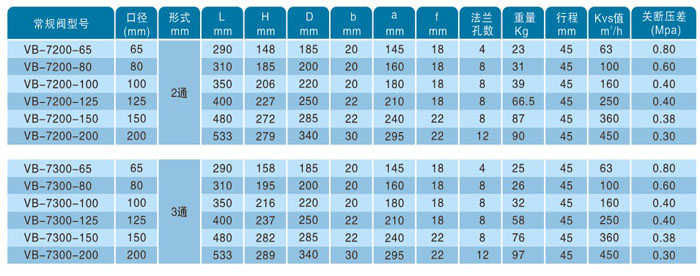 常规阀型号 口径 (mm) 形式 mm L mm H mm D mm b mm a mm f mm 法兰孔数 重量 Kg 行程 mm Kvs值 m³/h 关断压差 (Mpa)
VB-7200-65 65 290 148 185 20 145 18 4 23 45 63 0.80
VB-7200-80 80 310 185 200 20 160 18 8 31 45 100 0.60
VB-7200-100 100 350 206 220 20 180 18 8 39 45 160 0.40
2通
VB-7200-125 125 400 227 250 22 210 18 8 66.5 45 250 0.40
VB-7200-150 150 480 272 285 22 240 22 8 87 45 360 0.38
VB-7200-200 200 533 279 340 30 295 22 12 90 45 450 0.30
VB-7300-65 65 290 158 185 20 145 18 4 25 45 63 0.80
VB-7300-80 80 310 195 200 20 160 18 8 26 45 100 0.60
VB-7300-100 100 350 216 220 20 180 18 8 32 45 160 0.40
3通
VB-7300-125 125 400 237 250 22 210 18 8 58 45 250 0.40
VB-7300-150 150 480 282 285 22 240 22 8 76 45 360 0.38
VB-7300-200 200 533 289 340 30 295 22 12 97 45 450 0.30